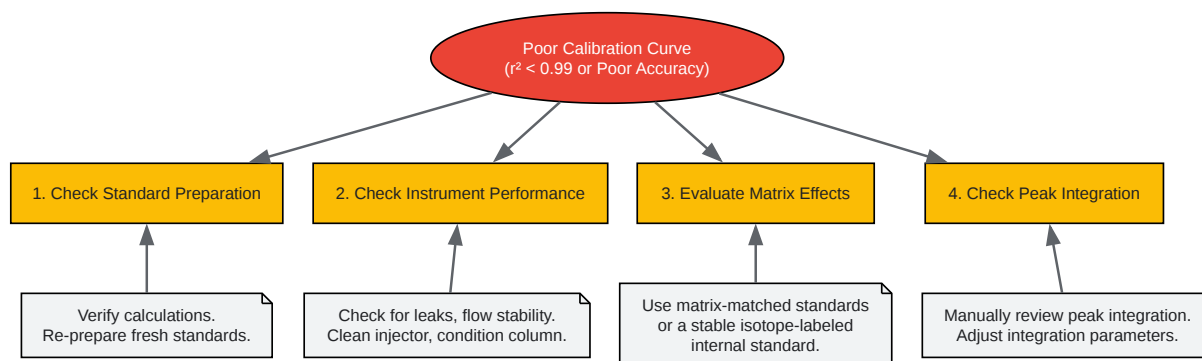 Poor Calibration Curve
(r² < 0.99 or Poor Accuracy)
1. Check Standard Preparation
2. Check Instrument Performance
3. Evaluate Matrix Effects
4. Check Peak Integration
Verify calculations.
Re-prepare fresh standards.
Check for leaks, flow stability.
Clean injector, condition column.
Use matrix-matched standards
or a stable isotope-labeled
internal standard.
Manually review peak integration.
Adjust integration parameters.